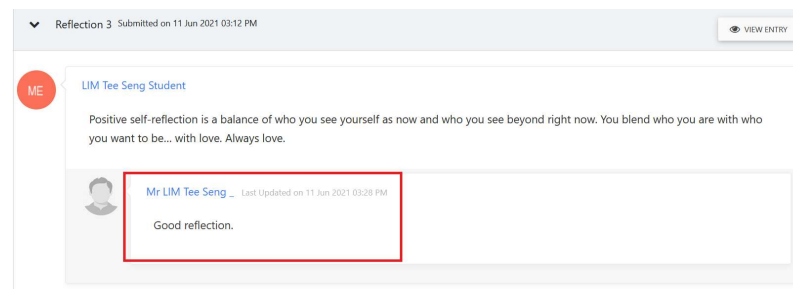 Reflection 3 Submitted on 11 Jun 2021 03:12 PM
VIEW ENTRY
ME
LIM Tee Seng Student
Positive self-reflection is a balance of who you see yourself as now and who you see beyond right now. You blend who you are with who
you want to be... with love. Always love.
Mr LIM Tee Seng _ Last Updated on 11 Jun 2021 03:28 PM
Good reflection.